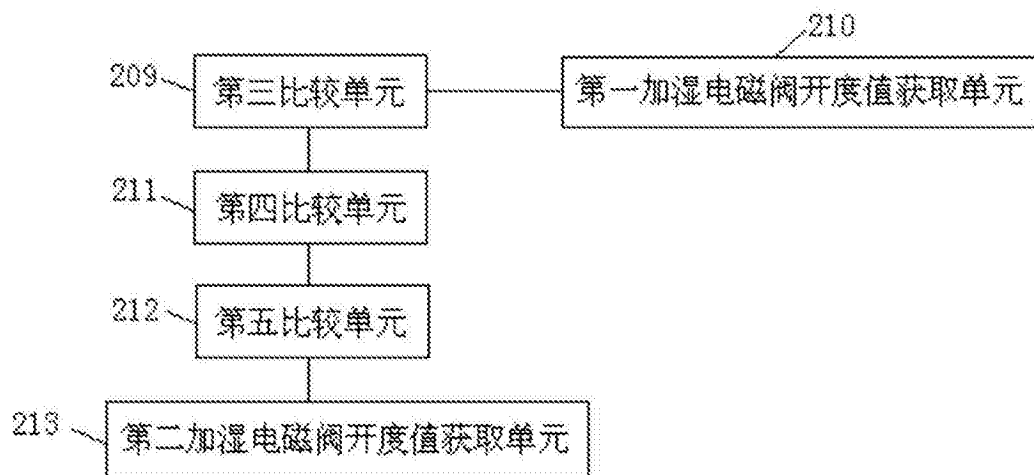 210
209
第三比较单元
第一加湿电磁阀开度值获取单元
211
第四比较单元
212
第五比较单元
213
第二加湿电磁阀开度值获取单元